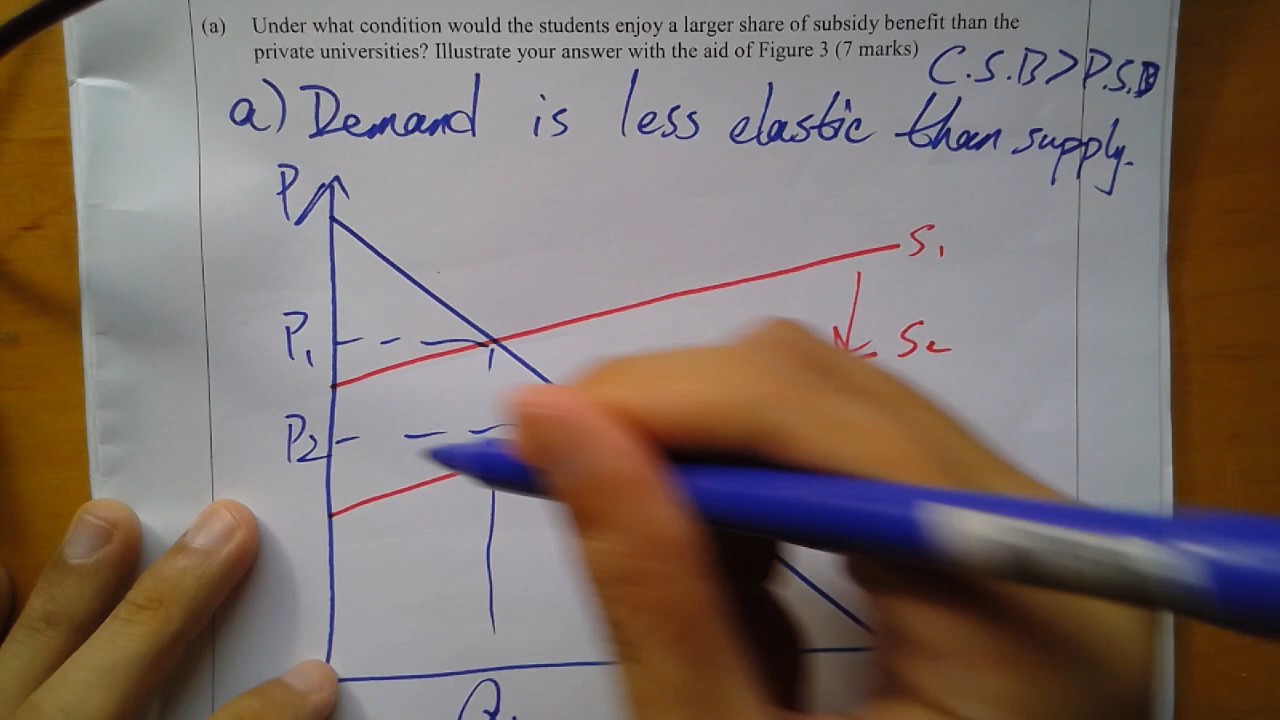 (a) Under what condition would the students enjoy a larger share of subsidy benefit than the
private universities? Illustrate your answer with the aid of Figure 3 (7 marks)
C.S.B>P.S.B
a) Demand is less elastic than supply.
P
S1
P1
S2
P2
Q1